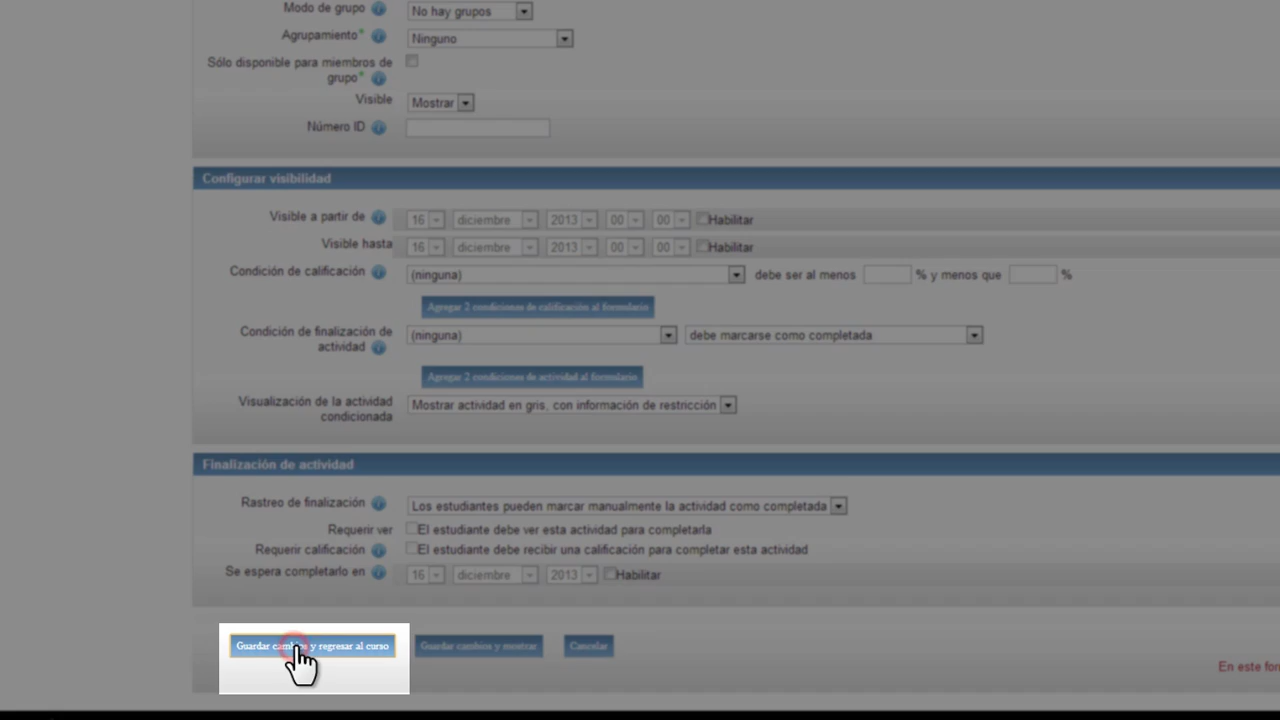 Modo de grupo No hay grupos
Agrupamiento* Ninguno
Sólo disponible para miembros de
grupo*
Visible Mostrar
Número ID
Configurar visibilidad
Visible a partir de 16 diciembre 2013 00 00 Habilitar
Visible hasta 16 diciembre 2013 00 00 Habilitar
Condición de calificación (ninguna) debe ser al menos % y menos que %
Agregar 2 condiciones de calificación al formulario
Condición de finalización de
actividad (ninguna) debe marcarse como completada
Agregar 2 condiciones de actividad al formulario
Visualización de la actividad
condicionada Mostrar actividad en gris, con información de restricción
Finalización de actividad
Rastreo de finalización Los estudiantes pueden marcar manualmente la actividad como completada
Requerir ver El estudiante debe ver esta actividad para completarla
Requerir calificación El estudiante debe recibir una calificación para completar esta actividad
Se espera completarlo en 16 diciembre 2013 Habilitar
Guardar cambios y regresar al curso Guardar cambios y mostrar Cancelar
En este for